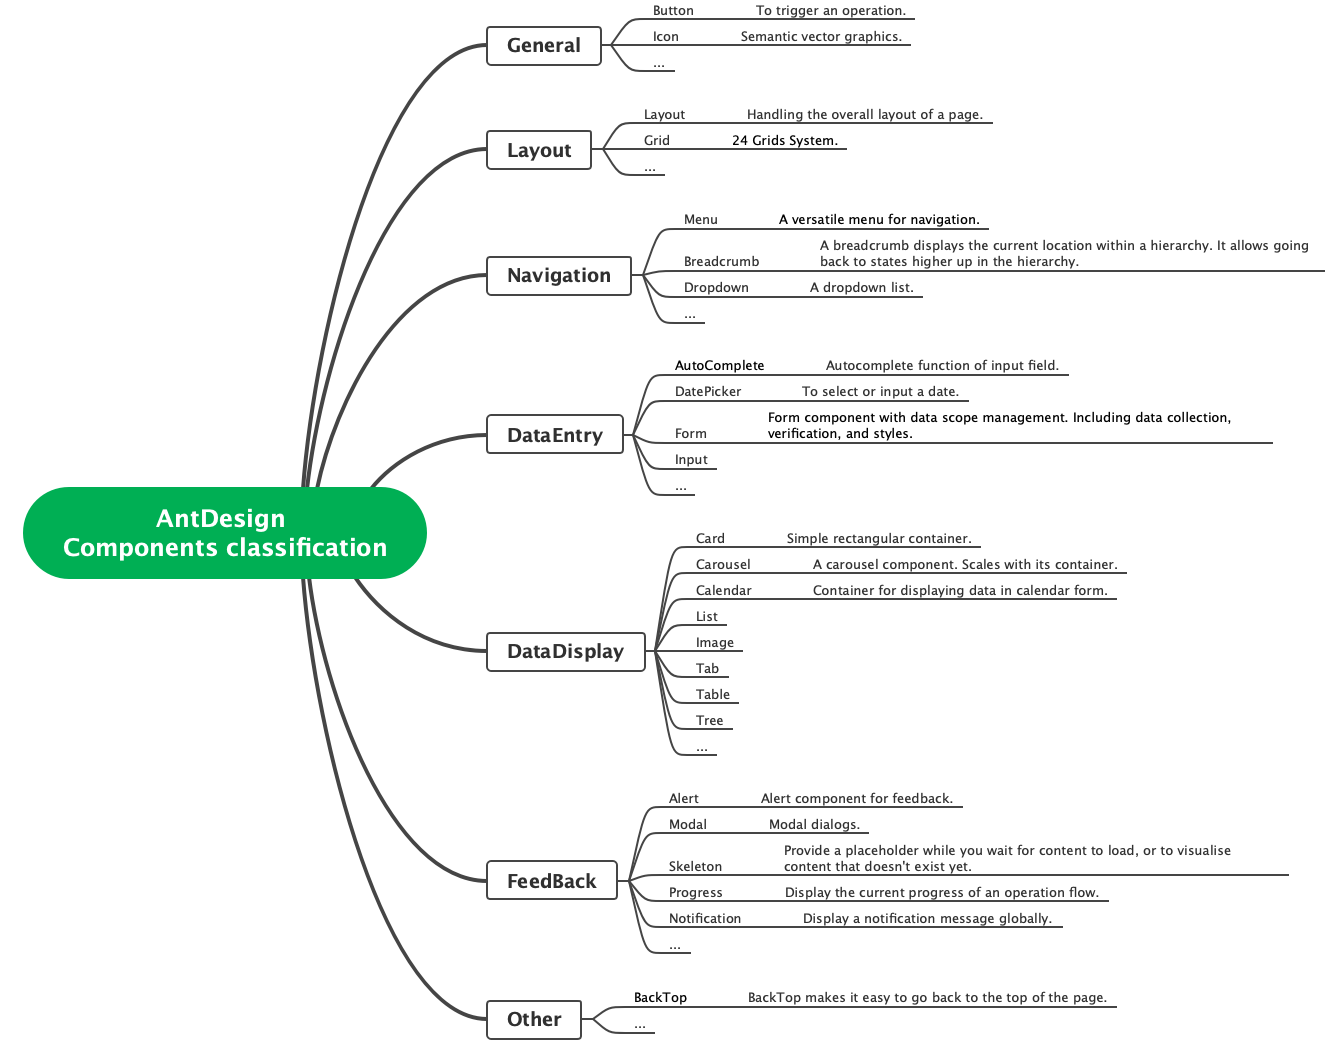 General
Button To trigger an operation.
Icon Semantic vector graphics.
...
Layout
Layout Handling the overall layout of a page.
Grid 24 Grids System.
...
Navigation
Menu A versatile menu for navigation.
Breadcrumb A breadcrumb displays the current location within a hierarchy. It allows going
back to states higher up in the hierarchy.
Dropdown A dropdown list.
...
DataEntry
AutoComplete Autocomplete function of input field.
DatePicker To select or input a date.
Form Form component with data scope management. Including data collection,
verification, and styles.
Input
...
AntDesign
Components classification
DataDisplay
Card Simple rectangular container.
Carousel A carousel component. Scales with its container.
Calendar Container for displaying data in calendar form.
List
Image
Tab
Table
Tree
...
FeedBack
Alert Alert component for feedback.
Modal Modal dialogs.
Skeleton Provide a placeholder while you wait for content to load, or to visualise
content that doesn't exist yet.
Progress Display the current progress of an operation flow.
Notification Display a notification message globally.
...
Other
BackTop BackTop makes it easy to go back to the top of the page.
...